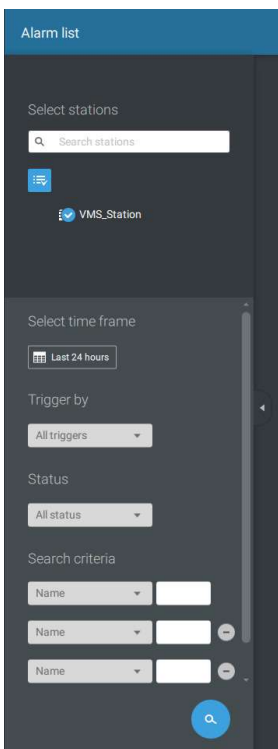 Alarm list
Select stations
Search stations
VMS_Station
Select time frame
Last 24 hours
Trigger by
All triggers
Status
All status
Search criteria
Name
Name
Name